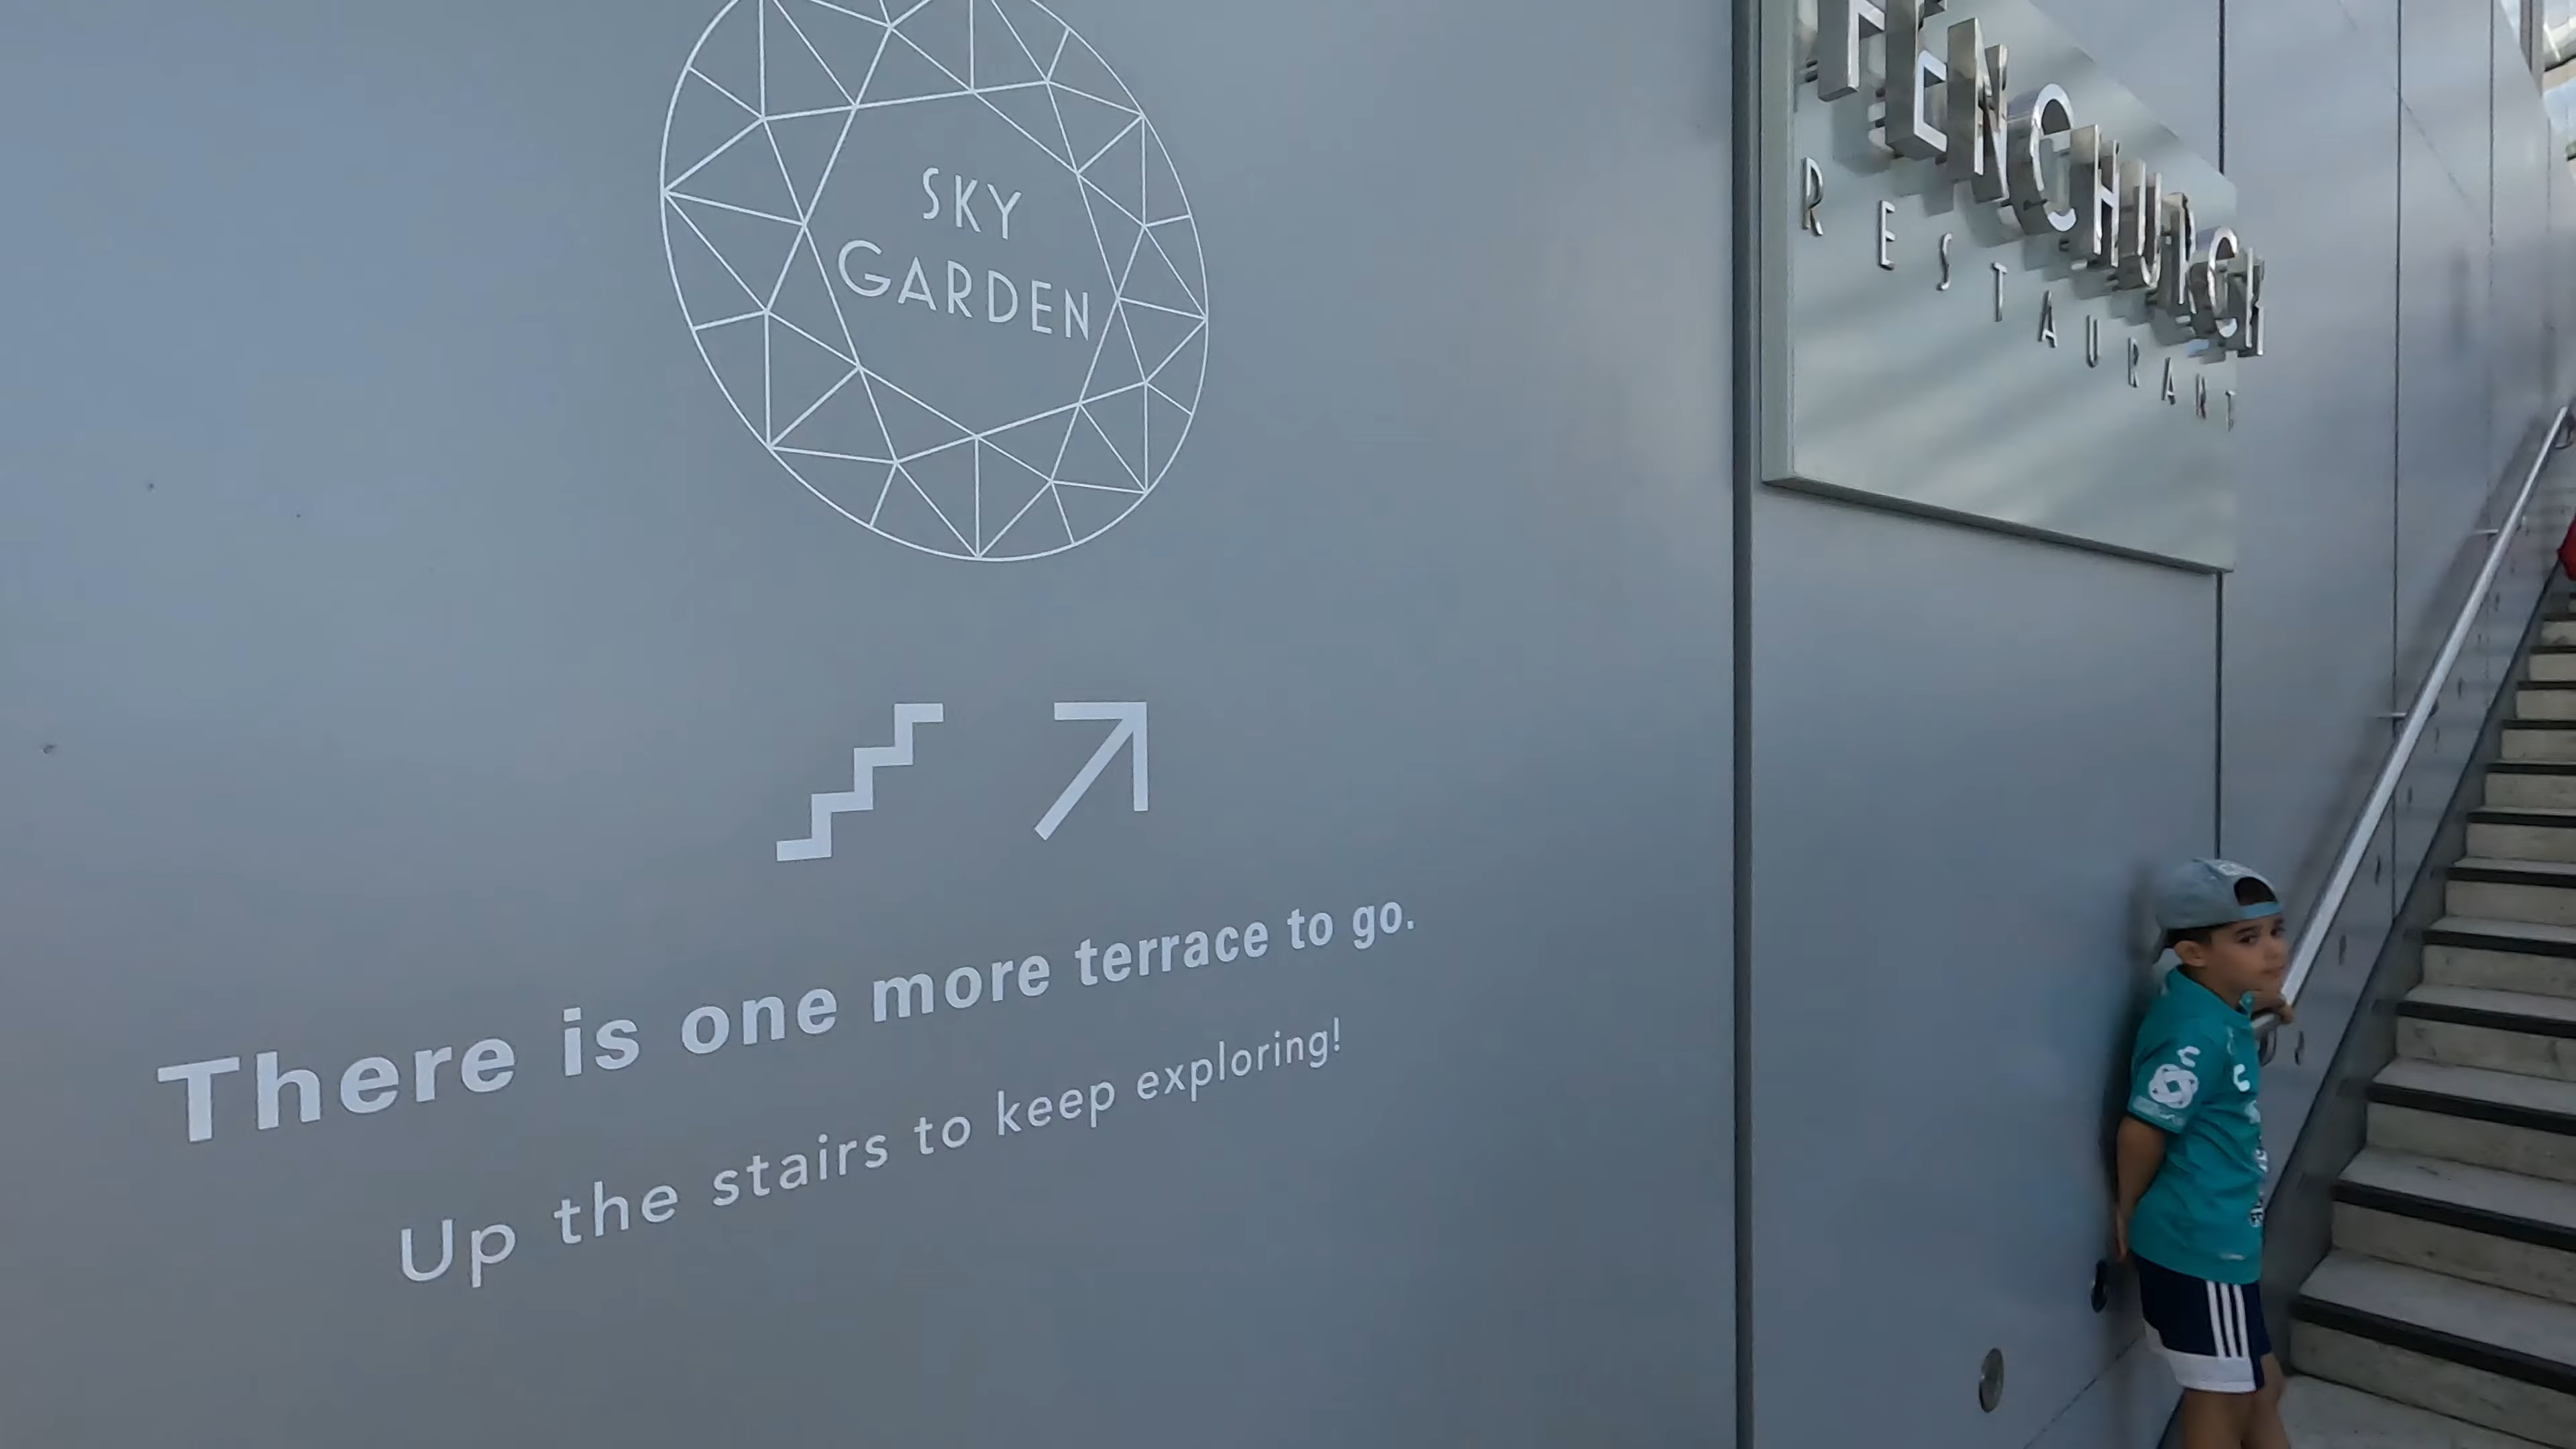 SKY
GARDEN
There is one more terrace to go.
Up the stairs to keep exploring!
FENCHURCH
RESTAURANT